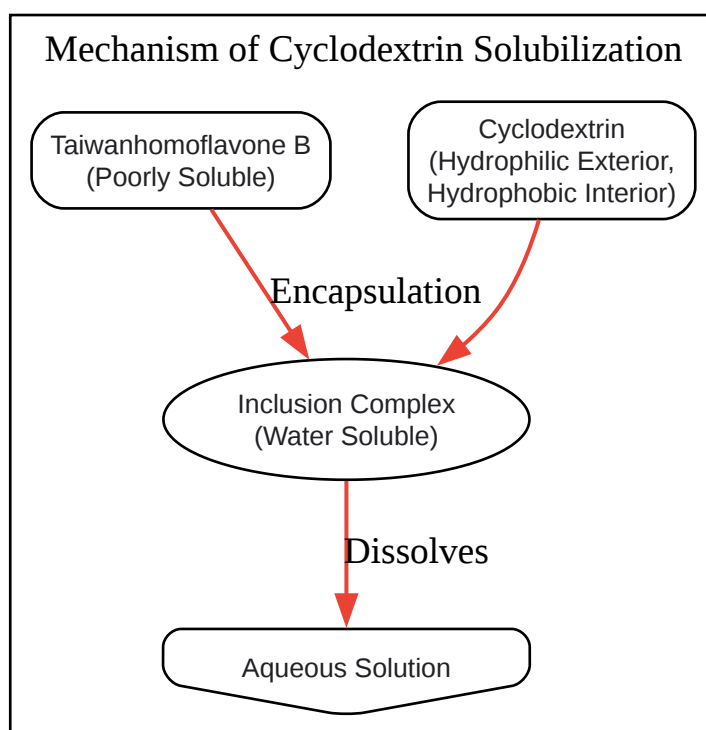 Mechanism of Cyclodextrin Solubilization
Taiwanhomoflavone B
(Poorly Soluble)
Cyclodextrin
(Hydrophilic Exterior,
Hydrophobic Interior)
Encapsulation
Inclusion Complex
(Water Soluble)
Dissolves
Aqueous Solution